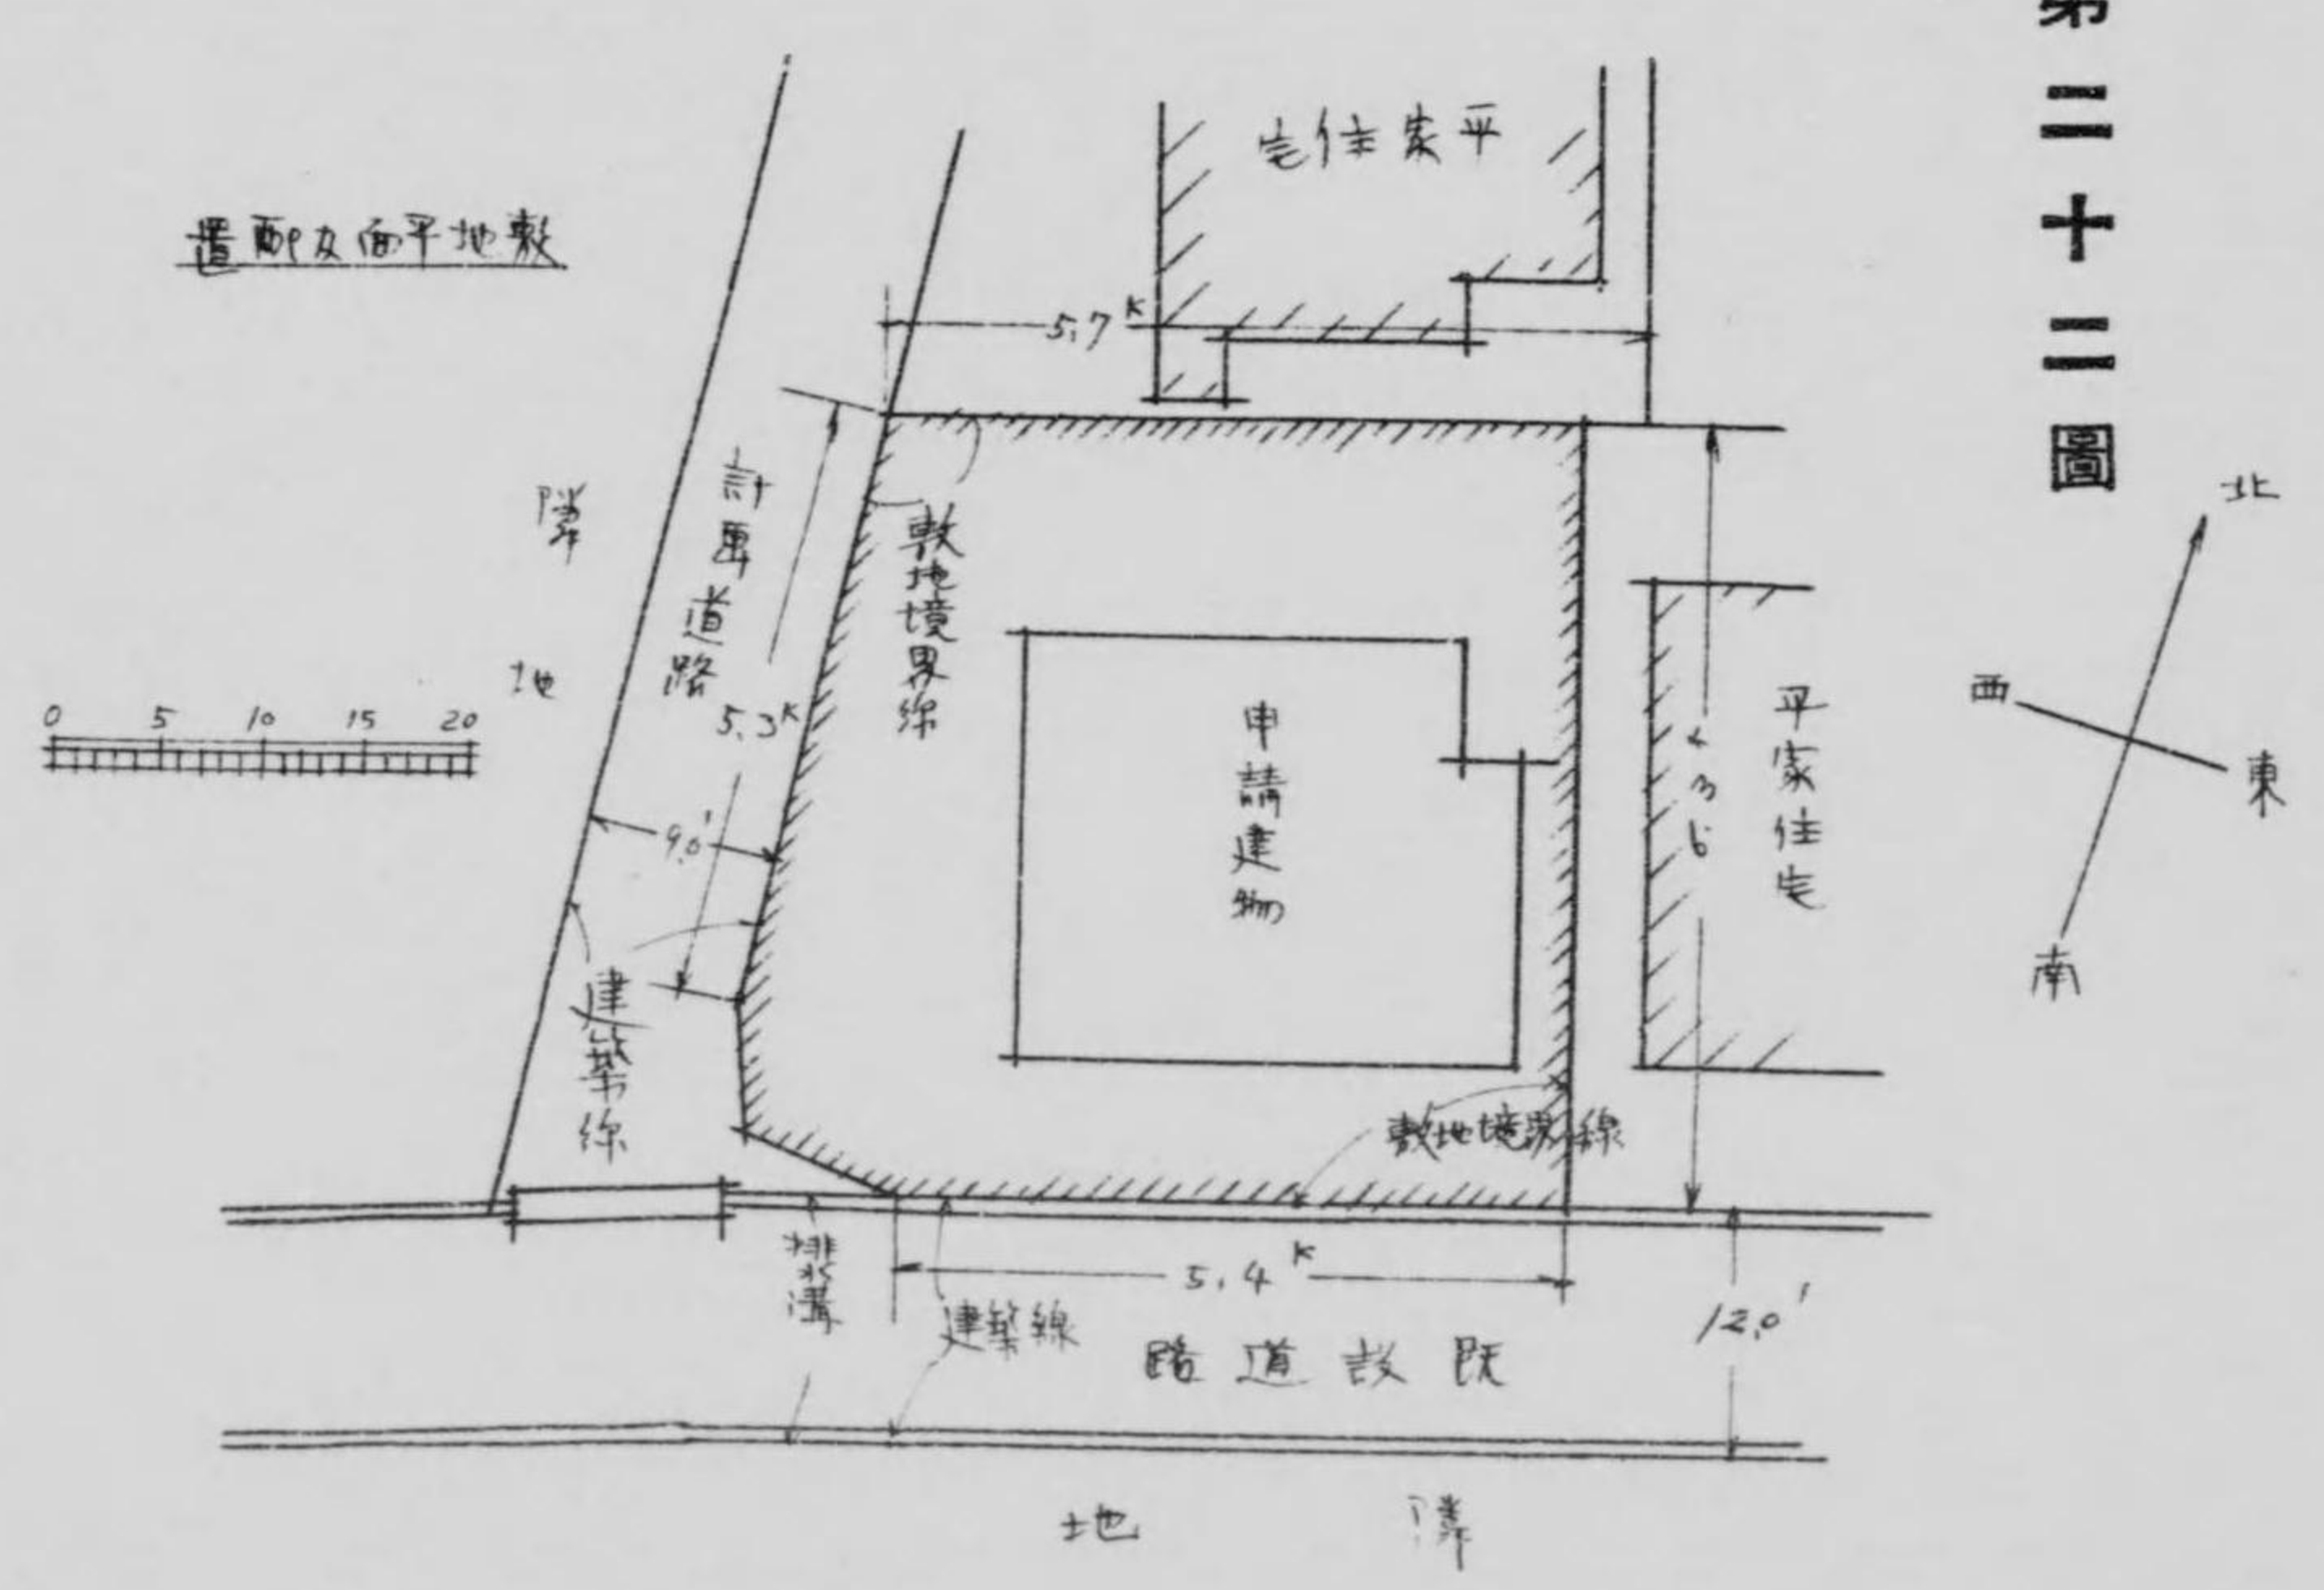 第二十二圖
敷地平面及配置
平家住宅
5.7K
計畫道路
隣地
敷地境界線
5.3K
9.0'
建築線
0 5 10 15 20
申請建物
平家住宅
北
西
東
南
敷地境界線
排溝
建築線
5.4K
既設道路
12.0'
隣地